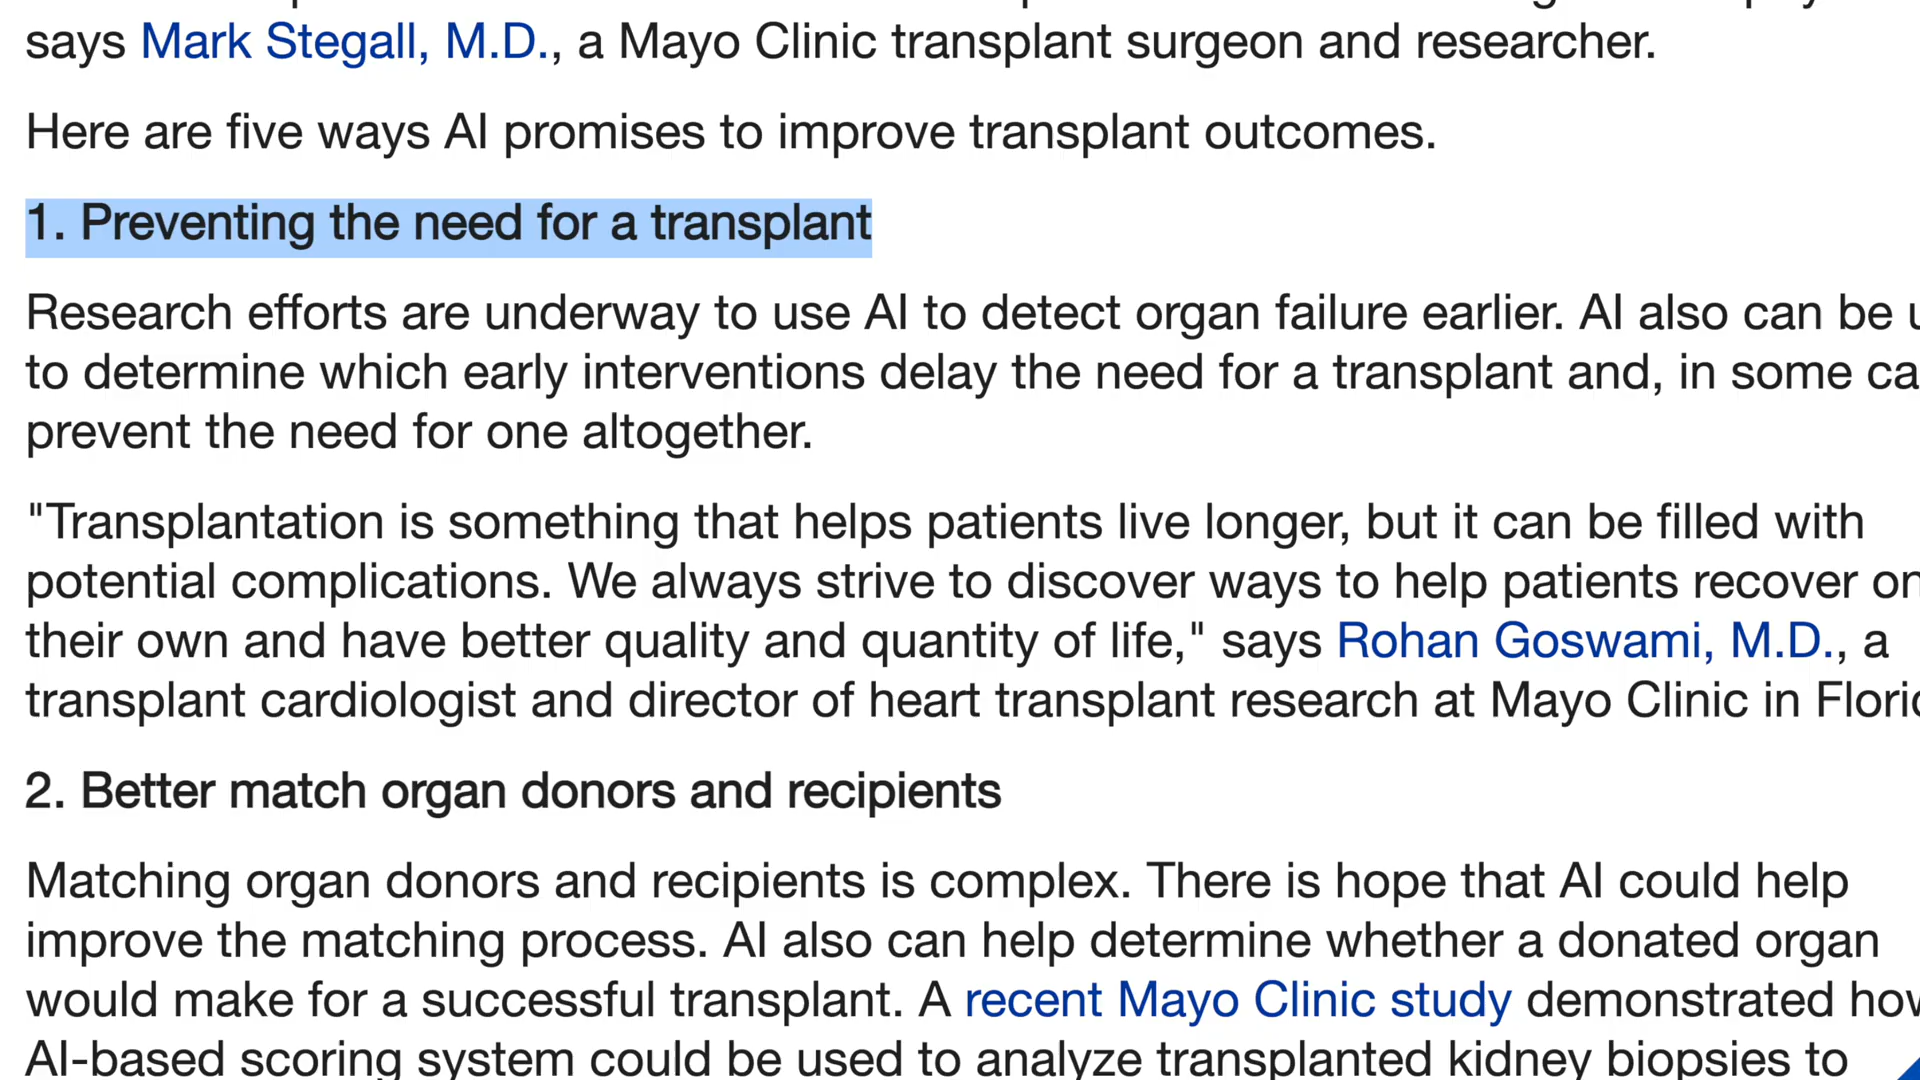 says Mark Stegall, M.D., a Mayo Clinic transplant surgeon and researcher.
Here are five ways AI promises to improve transplant outcomes.
1. Preventing the need for a transplant
Research efforts are underway to use AI to detect organ failure earlier. AI also can be
to determine which early interventions delay the need for a transplant and, in some
prevent the need for one altogether.
"Transplantation is something that helps patients live longer, but it can be filled with
potential complications. We always strive to discover ways to help patients recover on
their own and have better quality and quantity of life," says Rohan Goswami, M.D., a
transplant cardiologist and director of heart transplant research at Mayo Clinic in
2. Better match organ donors and recipients
Matching organ donors and recipients is complex. There is hope that AI could help
improve the matching process. AI also can help determine whether a donated organ
would make for a successful transplant. A recent Mayo Clinic study demonstrated
AI-based scoring system could be used to analyze transplanted kidney biopsies to